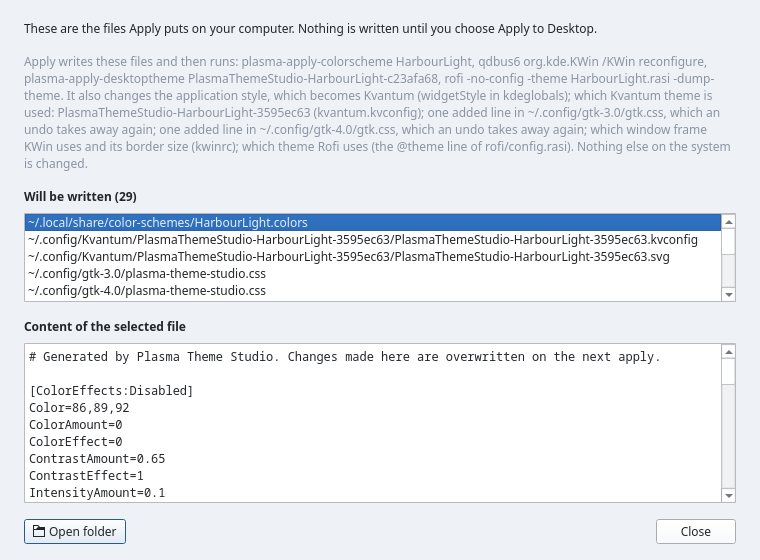 These are the files Apply puts on your computer. Nothing is written until you choose Apply to Desktop.
Apply writes these files and then runs: plasma-apply-colorscheme HarbourLight, qdbus6 org.kde.KWin /KWin reconfigure,
plasma-apply-desktoptheme PlasmaThemeStudio-HarbourLight-c23afa68, rofi -no-config -theme HarbourLight.rasi -dump-
theme. It also changes the application style, which becomes Kvantum (widgetStyle in kdeglobals); which Kvantum theme is
used: PlasmaThemeStudio-HarbourLight-3595ec63 (kvantum.kvconfig); one added line in ~/.config/gtk-3.0/gtk.css, which an
undo takes away again; one added line in ~/.config/gtk-4.0/gtk.css, which an undo takes away again; which window frame
KWin uses and its border size (kwinrc); which theme Rofi uses (the @theme line of rofi/config.rasi). Nothing else on the system
is changed.
Will be written (29)
~/.local/share/color-schemes/HarbourLight.colors
~/.config/Kvantum/PlasmaThemeStudio-HarbourLight-3595ec63/PlasmaThemeStudio-HarbourLight-3595ec63.kvconfig
~/.config/Kvantum/PlasmaThemeStudio-HarbourLight-3595ec63/PlasmaThemeStudio-HarbourLight-3595ec63.svg
~/.config/gtk-3.0/plasma-theme-studio.css
~/.config/gtk-4.0/plasma-theme-studio.css
Content of the selected file
# Generated by Plasma Theme Studio. Changes made here are overwritten on the next apply.
[ColorEffects:Disabled]
Color=86,89,92
ColorAmount=0
ColorEffect=0
ContrastAmount=0.65
ContrastEffect=1
IntensityAmount=0.1
Open folder
Close